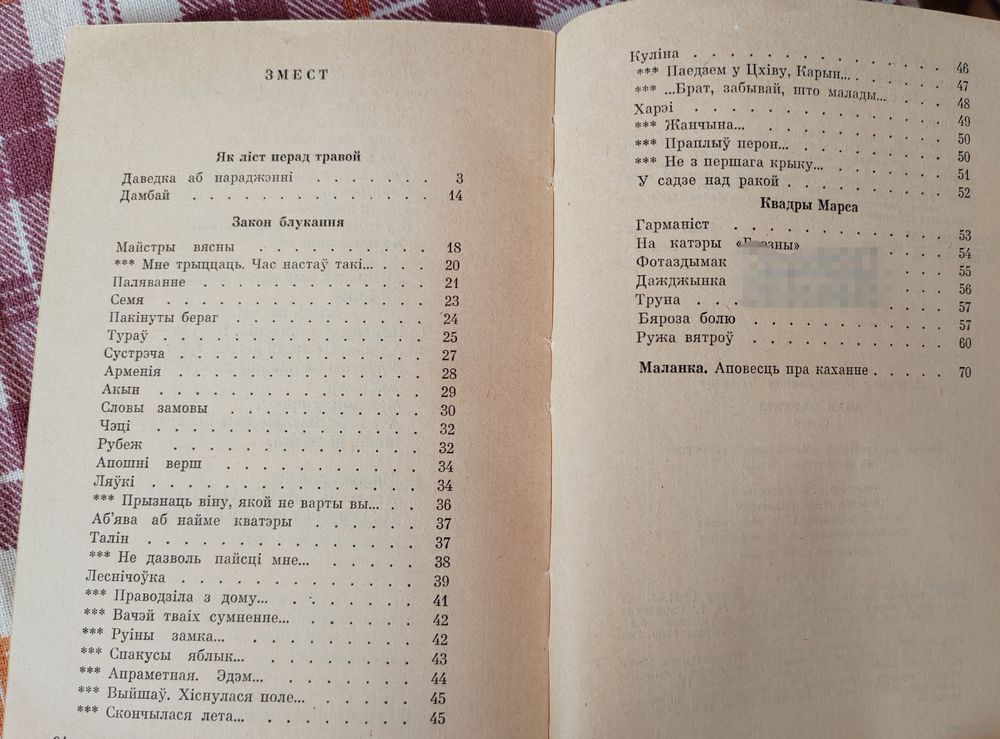 ЗМЕСТ
Як ліст перад травой
Даведка аб нараджэнні . . . . . . . 3
Дамбай . . . . . . . . . . . . 14
Закон блукання
Майстры вясны . . . . . . . . . 18
*** Мне трыццаць. Час настаў такі... . . . 20
Паляванне . . . . . . . . . . . 21
Семя . . . . . . . . . . . . . 23
Пакінуты бераг . . . . . . . . . . 24
Тураў . . . . . . . . . . . . . 25
Сустрэча . . . . . . . . . . . . 27
Арменія . . . . . . . . . . . . 28
Акын . . . . . . . . . . . . . 29
Словы замовы . . . . . . . . . . 30
Чэці . . . . . . . . . . . . . 32
Рубеж . . . . . . . . . . . . 32
Апошні верш . . . . . . . . . . 34
Ляўкі . . . . . . . . . . . . . 34
*** Прызнаць віну, якой не варты вы... . . 36
Аб'ява аб найме кватэры . . . . . . 37
Талін . . . . . . . . . . . . . 37
*** Не дазволь пайсці мне... . . . . . 38
Леснічоўка . . . . . . . . . . . 39
*** Праводзіла з дому... . . . . . . 41
*** Вачэй тваіх сумненне... . . . . . . 42
*** Руіны замка... . . . . . . . . 42
*** Спакусы яблык... . . . . . . . 43
*** Апраметная. Эдэм... . . . . . . . 44
*** Выйшаў. Хіснулася поле... . . . . . 45
*** Скончылася лета... . . . . . . . 45
Куліна . . . . . . . . . . . . 46
*** Паедзем у Цхіву, Карын... . . . . . 47
*** ...Брат, забывай, што малады... . . . 48
Харэі . . . . . . . . . . . . 49
*** Жанчына... . . . . . . . . . 50
*** Праплыў перон... . . . . . . . 50
*** Не з першага крыку... . . . . . . 51
У садзе над ракой . . . . . . . . . 52
Квадры Марса
Гарманіст . . . . . . . . . . . 53
На катэры . . . . . . 54
Фотаздымак . . . 55
Дажджынка . . . 56
Труна . . . . . . 57
Бяроза болю . . . . . . . . . . 57
Ружа вятроў . . . . . . . . . . 60
Маланка. Аповесць пра каханне . . . . . 70